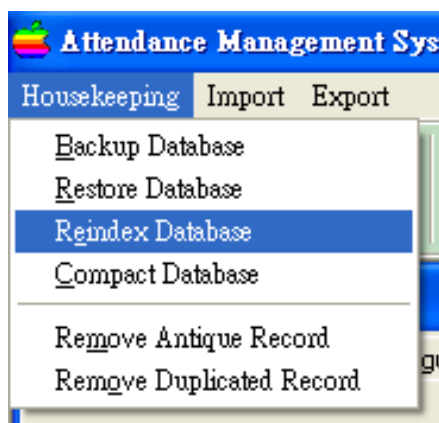 Attendance Management Sys
Housekeeping Import Export
Backup Database
Restore Database
Reindex Database
Compact Database
Remove Antique Record
Remove Duplicated Record